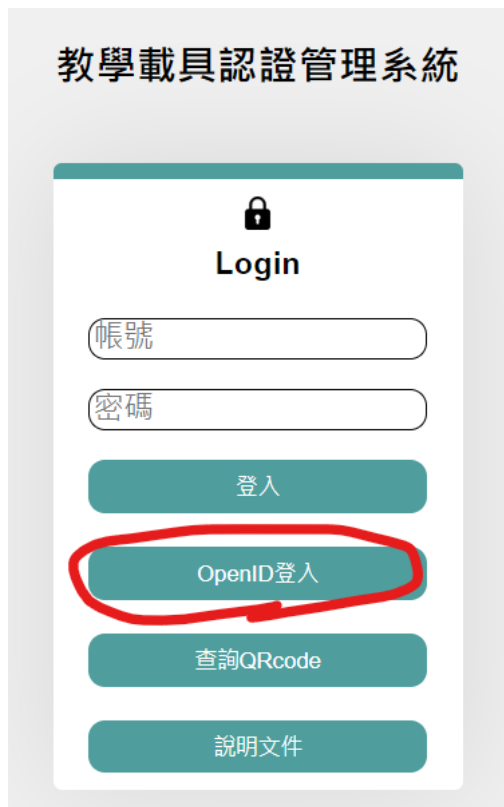 教學載具認證管理系統
Login
帳號
密碼
登入
OpenID登入
查詢QRcode
說明文件